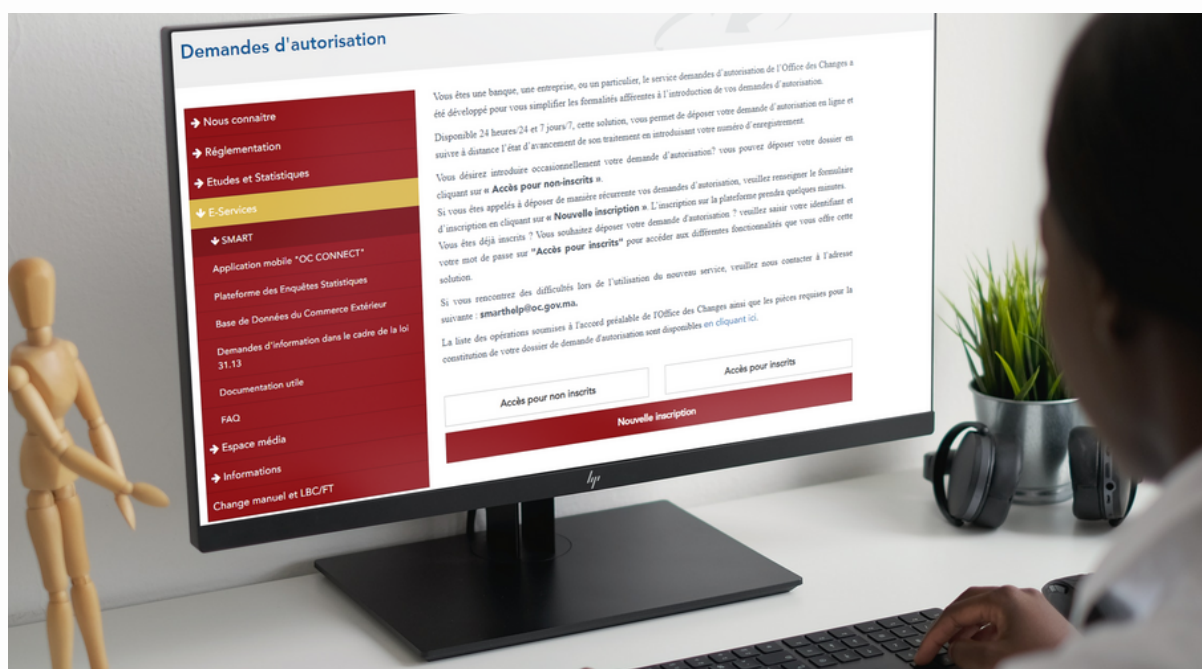 Demandes d'autorisation
→ Nous connaitre
→ Réglementation
→ Etudes et Statistiques
↓ E-Services
↓ SMART
Application mobile "OC CONNECT"
Plateforme des Enquêtes Statistiques
Base de Données du Commerce Extérieur
Demandes d'information dans le cadre de la loi
31.13
Documentation utile
FAQ
→ Espace média
→ Informations
Change manuel et LBC/FT
Vous êtes une banque, une entreprise, ou un particulier, le service demandes d'autorisation de l'Office des Changes a
été développé pour vous simplifier les formalités afférentes à l'introduction de vos demandes d'autorisation.
Disponible 24 heures/24 et 7 jours/7, cette solution, vous permet de déposer votre demande d'autorisation en ligne et
suivre à distance l'état d'avancement de son traitement en introduisant votre numéro d'enregistrement.
Vous désirez introduire occasionnellement votre demande d'autorisation? vous pouvez déposer votre dossier en
cliquant sur « Accès pour non-inscrits ».
Si vous êtes appelés à déposer de manière récurrente vos demandes d'autorisation, veuillez renseigner le formulaire
d'inscription en cliquant sur « Nouvelle inscription ». L'inscription sur la plateforme prendra quelques minutes.
Vous êtes déjà inscrits ? Vous souhaitez déposer votre demande d'autorisation ? veuillez saisir votre identifiant et
votre mot de passe sur "Accès pour inscrits" pour accéder aux différentes fonctionnalités que vous offre cette
solution.
Si vous rencontrez des difficultés lors de l'utilisation du nouveau service, veuillez nous contacter à l'adresse
suivante : smarthelp@oc.gov.ma.
La liste des opérations soumises à l'accord préalable de l'Office des Changes ainsi que les pièces requises pour la
constitution de votre dossier de demande d'autorisation sont disponibles en cliquant ici.
Accès pour non inscrits
Accès pour inscrits
Nouvelle inscription
hp